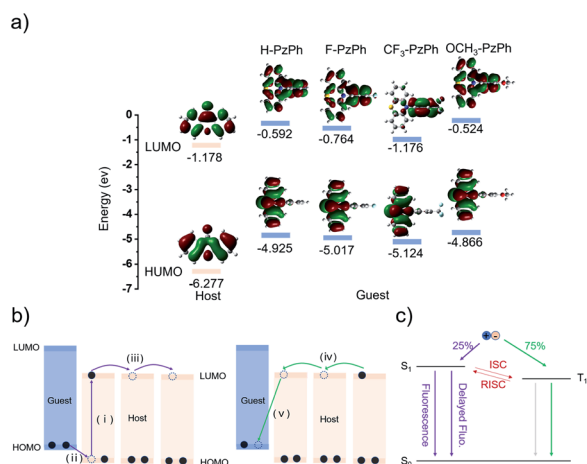 a)
H-PzPh F-PzPh CF3-PzPh OCH3-PzPh
0
-1
-2
-3
-4
-5
-6
-7
Energy (ev)
LUMO
HUMO
-1.178
-0.592
-0.764
-1.176
-0.524
-6.277
-4.925
-5.017
-5.124
-4.866
Host
Guest
b)
LUMO
Guest
HOMO
(i)
(ii)
(iii)
Host
LUMO
HOMO
Guest
(iv)
(v)
Host
LUMO
HOMO
c)
25%
75%
S1
ISC
RISC
T1
Fluorescence
Delayed Fluo.
S0